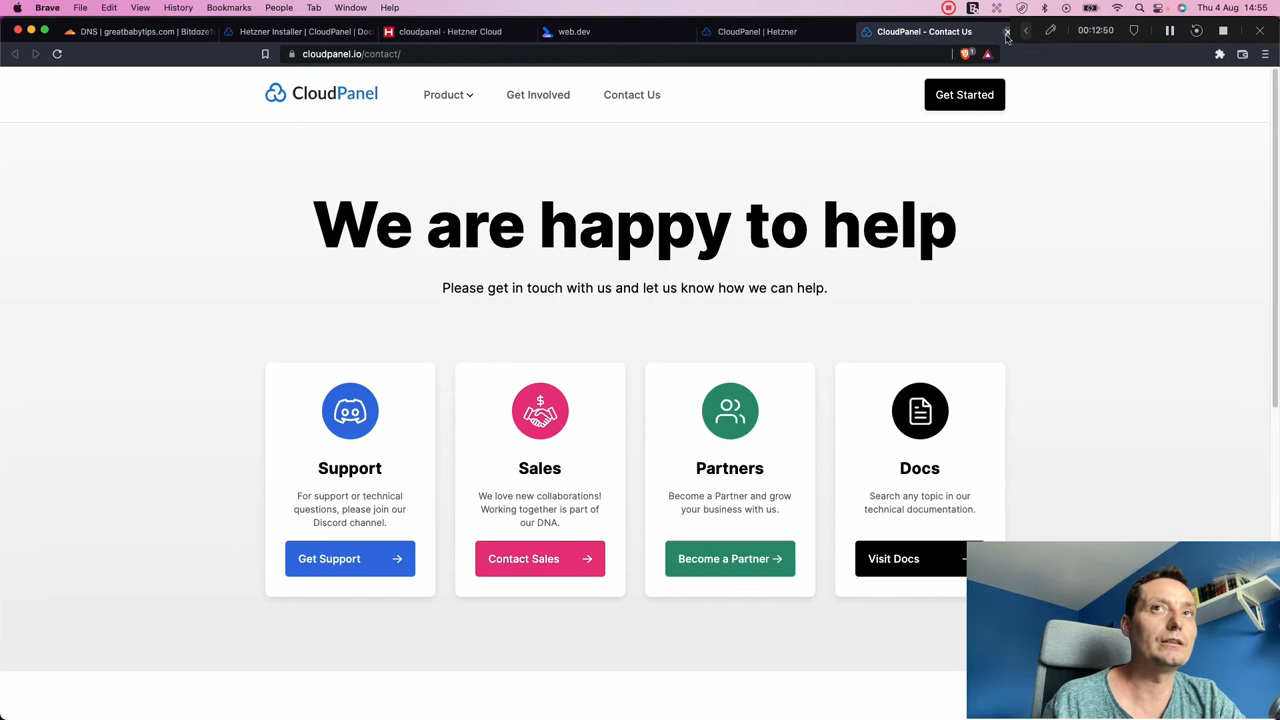 Brave File Edit View History Bookmarks People Tab Window Help Thu 4 Aug 14:55
DNS | greatbabytips.com | Bitdoze
Hetzner Installer | CloudPanel | Doc
cloudpanel · Hetzner Cloud
web.dev
CloudPanel | Hetzner
CloudPanel - Contact Us
00:12:50
cloudpanel.io/contact/
1
CloudPanel
Product
Get Involved
Contact Us
Get Started
We are happy to help
Please get in touch with us and let us know how we can help.
Support
For support or technical
questions, please join our
Discord channel.
Get Support
$
Sales
We love new collaborations!
Working together is part of
our DNA.
Contact Sales
Partners
Become a Partner and grow
your business with us.
Become a Partner
Docs
Search any topic in our
technical documentation.
Visit Docs